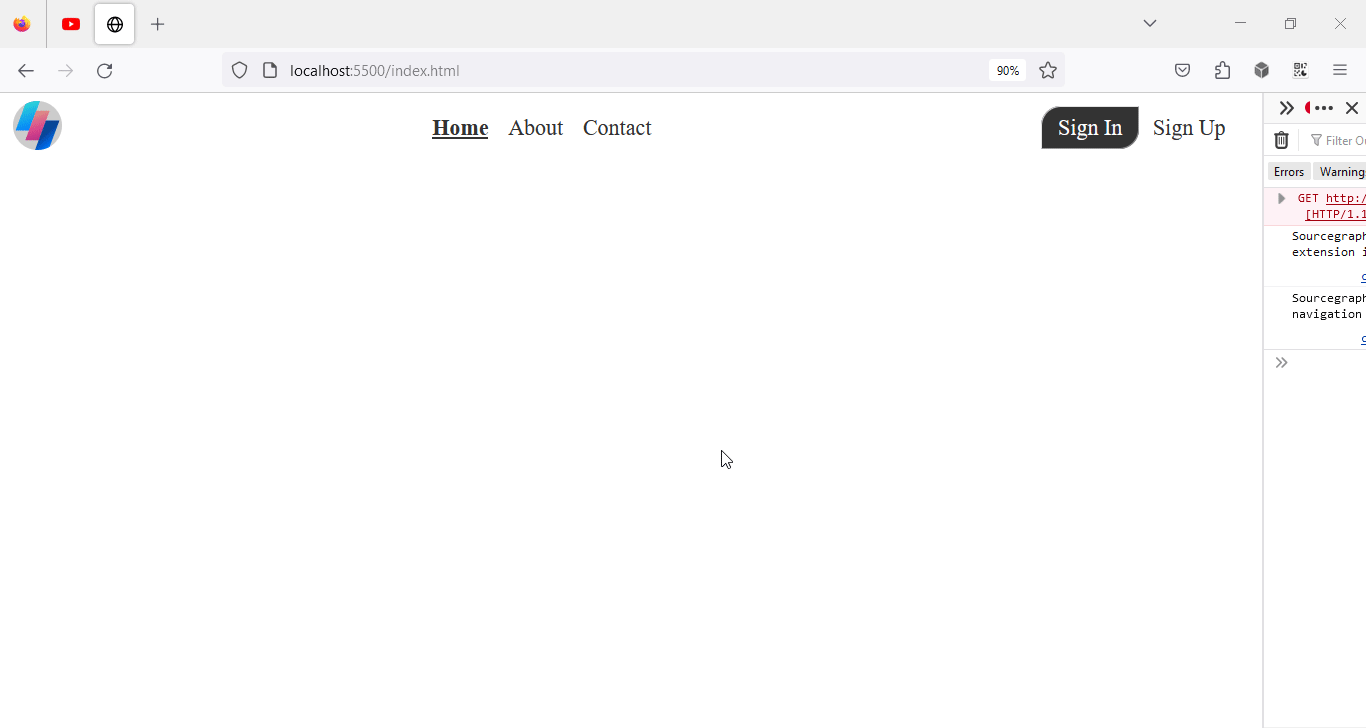 localhost:5500/index.html
90%
Home About Contact
Sign In Sign Up
Filter
Errors Warning
GET http:/
[HTTP/1.1
Sourcegraph
extension
Sourcegraph
navigation